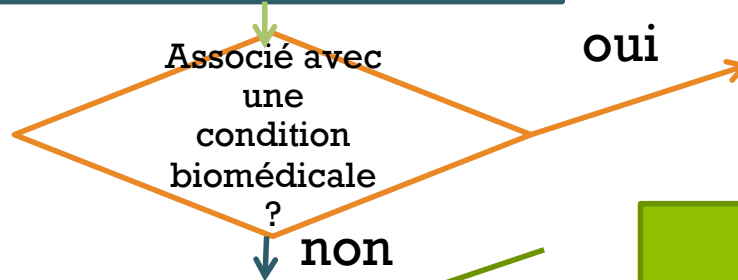 oui
Associé avec
une
condition
biomédicale
?
non